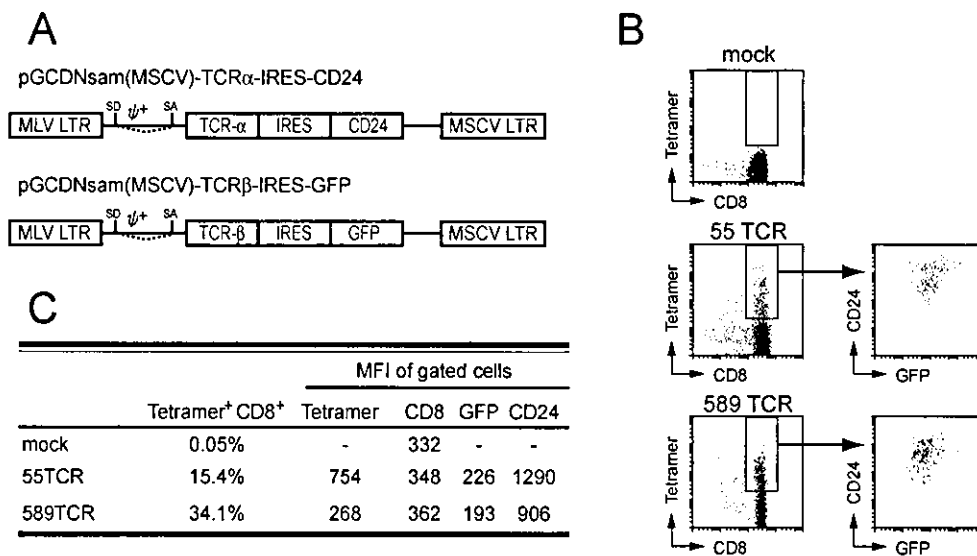 A
pGCDNsam(MSCV)-TCRα-IRES-CD24
SD ψ+ SA
MLV LTR TCR-α IRES CD24 MSCV LTR
pGCDNsam(MSCV)-TCRβ-IRES-GFP
SD ψ+ SA
MLV LTR TCR-β IRES GFP MSCV LTR
C
MFI of gated cells
Tetramer+ CD8+ Tetramer CD8 GFP CD24
mock 0.05% - 332 - -
55TCR 15.4% 754 348 226 1290
589TCR 34.1% 268 362 193 906
B
mock
Tetramer
CD8
55 TCR
Tetramer
CD8
CD24
GFP
589 TCR
Tetramer
CD8
CD24
GFP